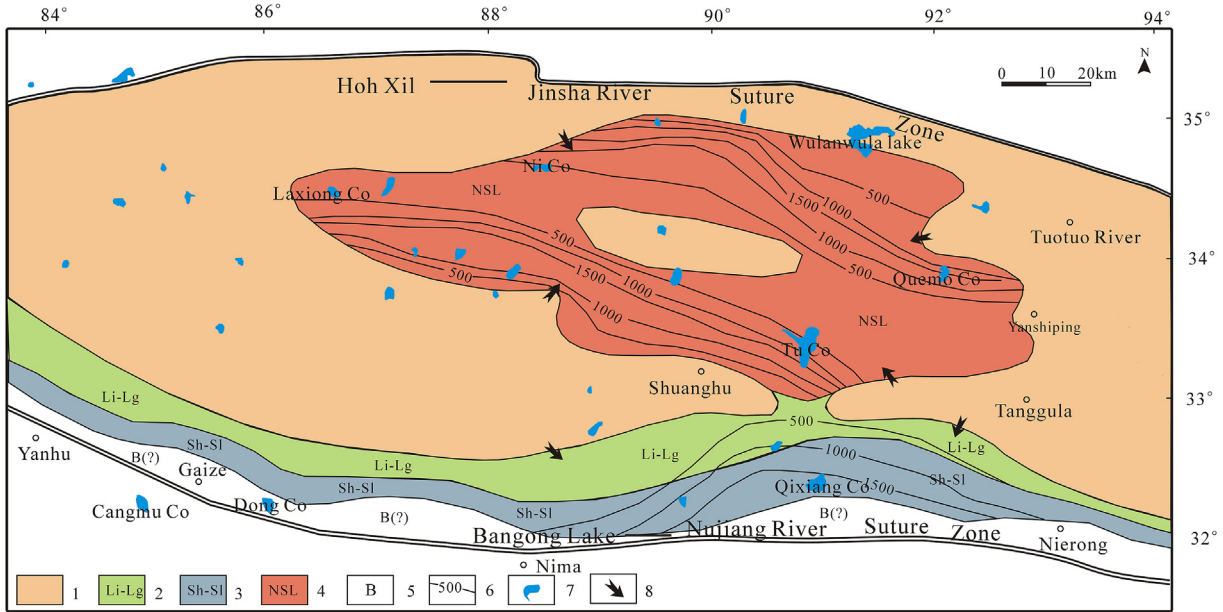 84° 86° 88° 90° 92° 94°
N
0 10 20km
Hoh Xil
Jinsha River Suture Zone
35°
Wulanwula lake
Ni Co
NSL
Laxiong Co
500
1000
1500
1000
500
Tuotuo River
34°
500
1500
1000
500
1000
Quemo Co
NSL
Yanshiping
Tu Co
Shuanghu
33°
Tanggula
Li-Lg
Li-Lg
Li-Lg
Li-Lg
500
1000
1500
Sh-Sl
Sh-Sl
Sh-Sl
Sh-Sl
Yanhu
B(?)
Gaize
Qixiang Co
Cangmu Co
Dong Co
B(?)
B(?)
Bangong Lake Nujiang River Suture Zone
Nierong
32°
Nima
1 Li-Lg 2 Sh-Sl 3 NSL 4 B 5 500 6 7 8